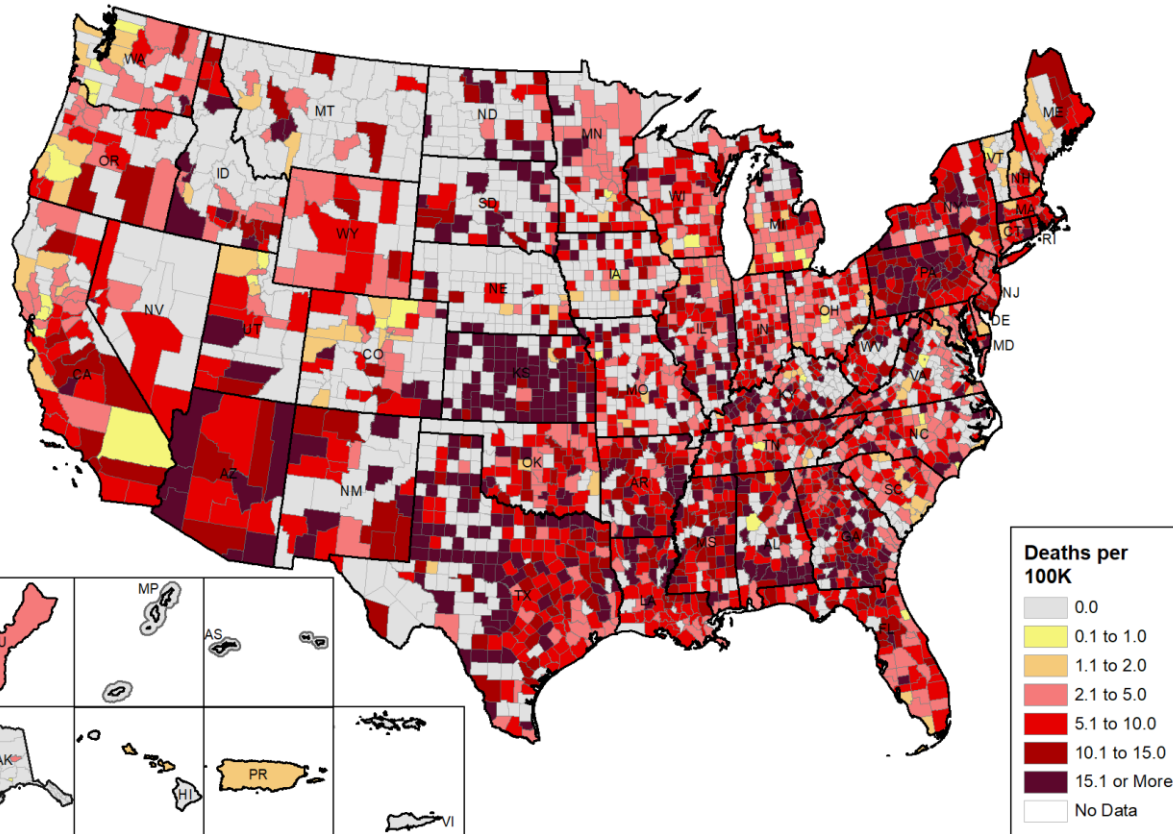 WA
MT
ND
MN
ME
OR
ID
SD
WI
VT
NH
NY
MA
WY
MI
CT
RI
IA
NE
PA
NV
UT
CO
IL
IN
OH
NJ
DE
MD
CA
KS
MO
WV
VA
KY
AZ
NM
OK
TN
NC
AR
SC
MS
AL
GA
TX
LA
FL
MP
AS
AK
HI
PR
VI
Deaths per
100K
0.0
0.1 to 1.0
1.1 to 2.0
2.1 to 5.0
5.1 to 10.0
10.1 to 15.0
15.1 or More
No Data